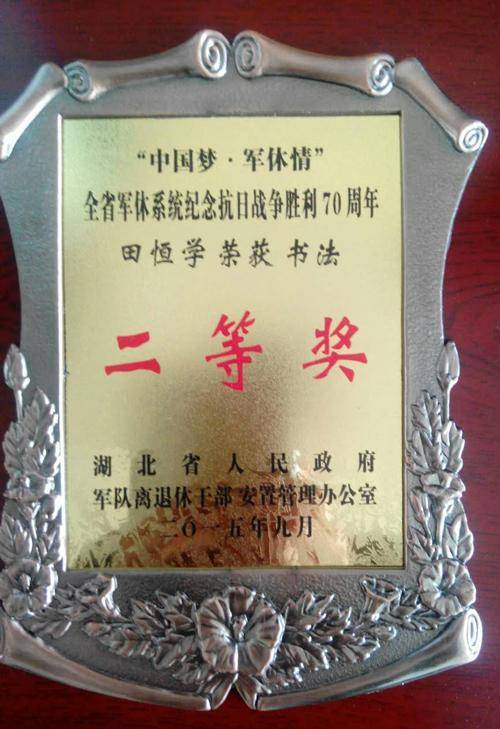 “中国梦·军休情”
全省军休系统纪念抗日战争胜利70周年
田恒学荣获书法
二等奖
湖北省人民政府
军队离退休干部安置管理办公室
二〇一五年九月